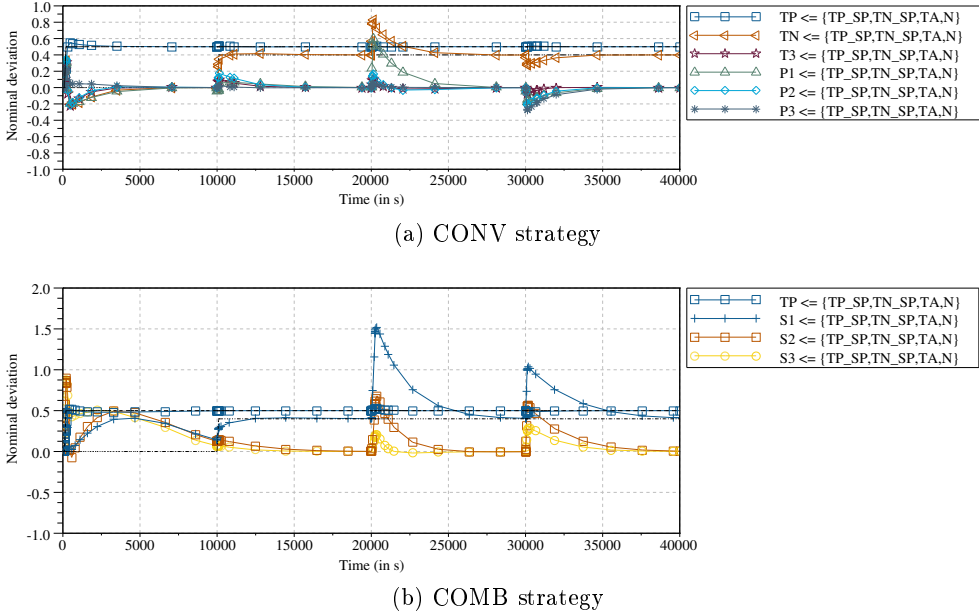 1.0
0.8
0.6
0.4
0.2
0.0
-0.2
-0.4
-0.6
-0.8
-1.0
Nominal deviation
0 5000 10000 15000 20000 25000 30000 35000 40000
Time (in s)
TP <= {TP_SP,TN_SP,TA,N}
TN <= {TP_SP,TN_SP,TA,N}
T3 <= {TP_SP,TN_SP,TA,N}
P1 <= {TP_SP,TN_SP,TA,N}
P2 <= {TP_SP,TN_SP,TA,N}
P3 <= {TP_SP,TN_SP,TA,N}
(a) CONV strategy
2.0
1.5
1.0
0.5
0.0
-0.5
-1.0
Nominal deviation
0 5000 10000 15000 20000 25000 30000 35000 40000
Time (in s)
TP <= {TP_SP,TN_SP,TA,N}
S1 <= {TP_SP,TN_SP,TA,N}
S2 <= {TP_SP,TN_SP,TA,N}
S3 <= {TP_SP,TN_SP,TA,N}
(b) COMB strategy